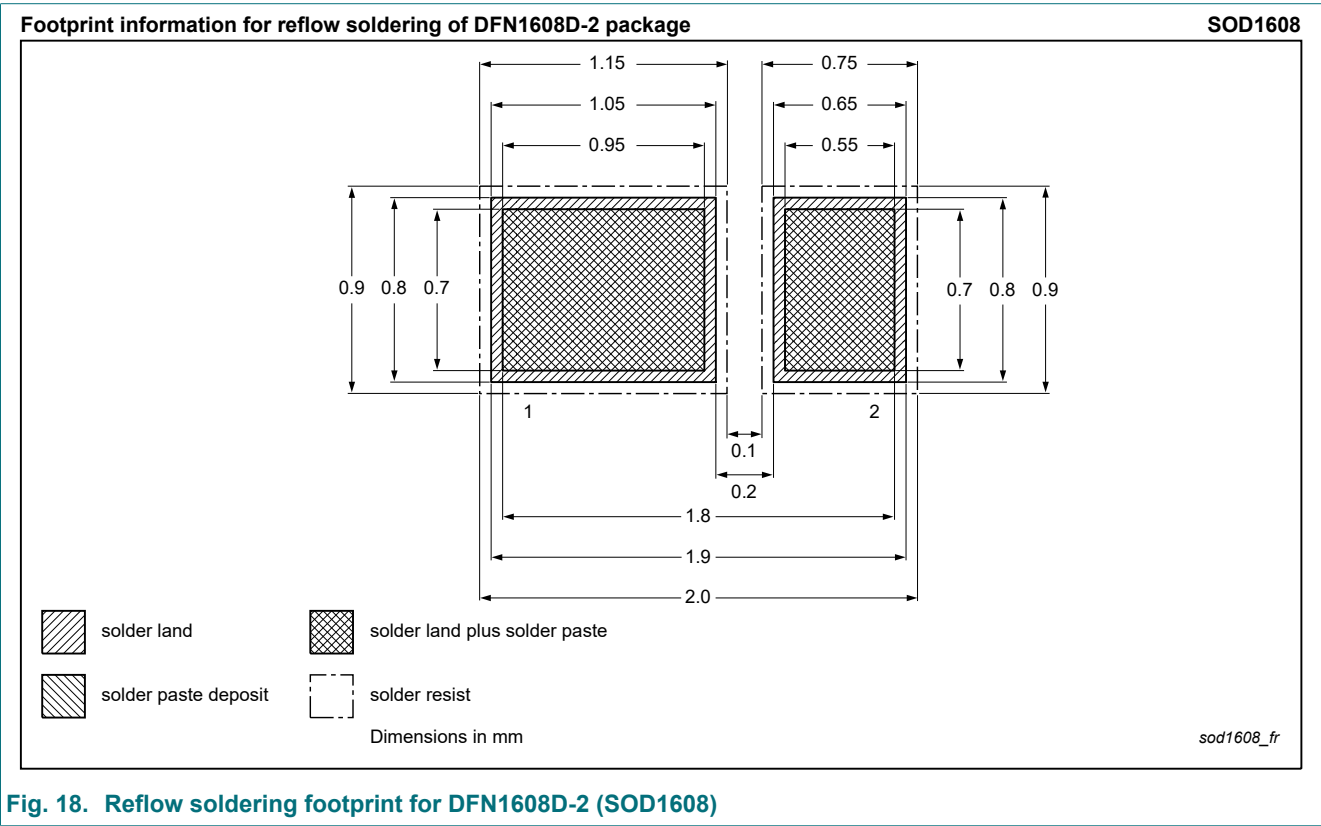 Footprint information for reflow soldering of DFN1608D-2 package SOD1608
1.15 0.75
1.05 0.65
0.95 0.55
0.9 0.8 0.7 0.7 0.8 0.9
1 2
0.1
0.2
1.8
1.9
2.0
solder land solder land plus solder paste
solder paste deposit solder resist
Dimensions in mm sod1608_fr
Fig. 18. Reflow soldering footprint for DFN1608D-2 (SOD1608)